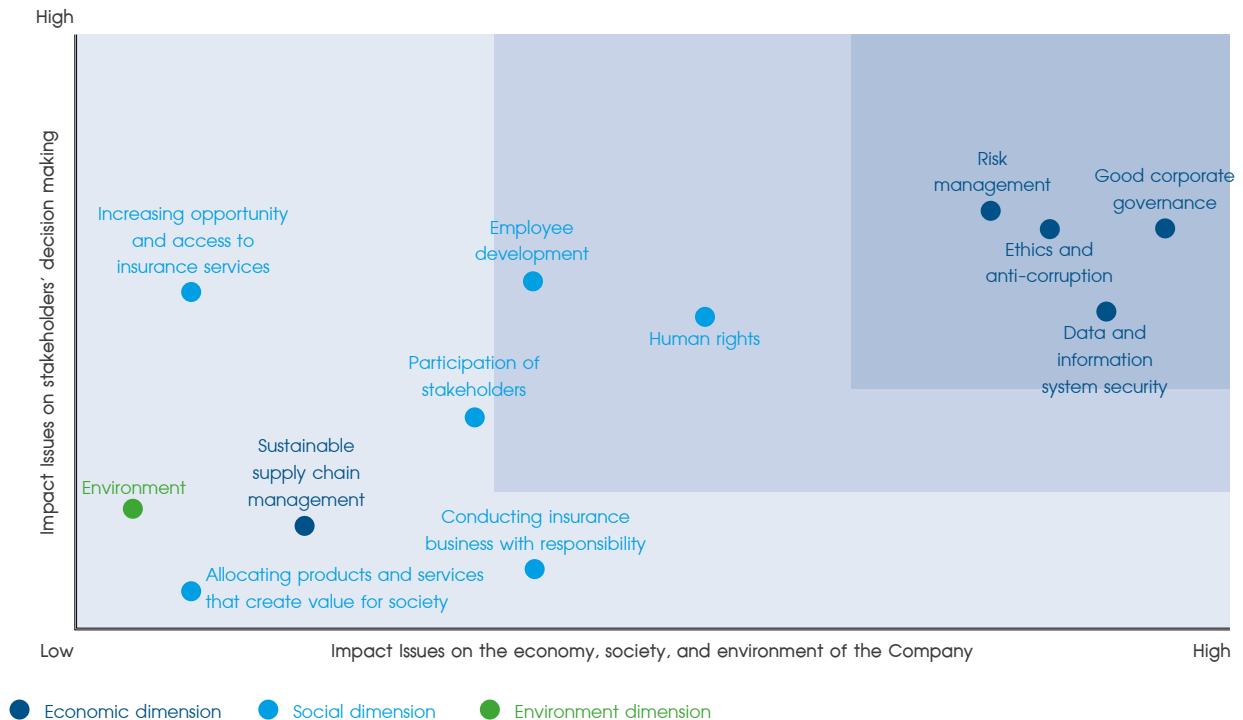 High
Impact Issues on stakeholders' decision making
Risk
management
Good corporate
governance
Increasing opportunity
and access to
insurance services
Employee
development
Ethics and
anti-corruption
Human rights
Data and
information
system security
Participation of
stakeholders
Sustainable
supply chain
management
Environment
Conducting insurance
business with responsibility
Allocating products and services
that create value for society
Low
Impact Issues on the economy, society, and environment of the Company
High
Economic dimension
Social dimension
Environment dimension